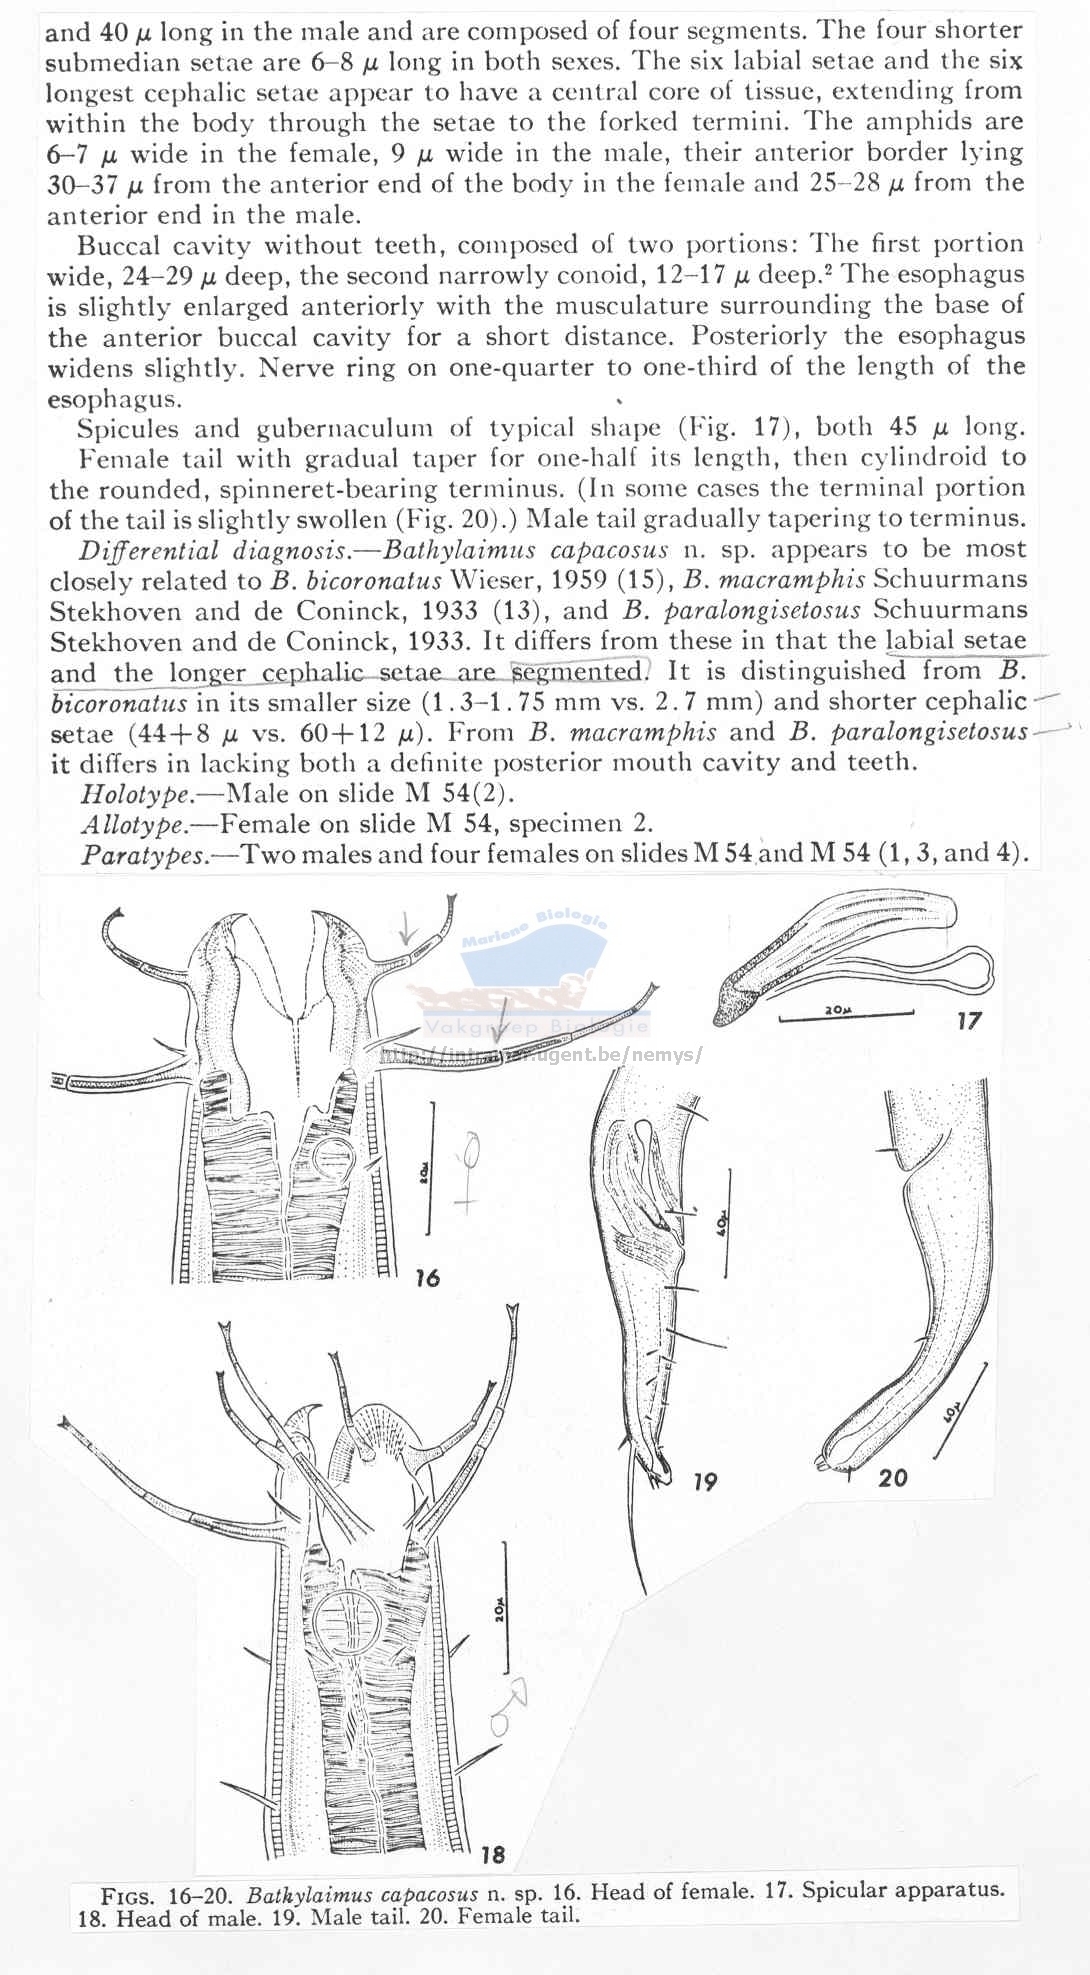 and 40 μ long in the male and are composed of four segments. The four shorter
submedian setae are 6–8 μ long in both sexes. The six labial setae and the six
longest cephalic setae appear to have a central core of tissue, extending from
within the body through the setae to the forked termini. The amphids are
6–7 μ wide in the female, 9 μ wide in the male, their anterior border lying
30–37 μ from the anterior end of the body in the female and 25–28 μ from the
anterior end in the male.
Buccal cavity without teeth, composed of two portions: The first portion
wide, 24–29 μ deep, the second narrowly conoid, 12–17 μ deep.² The esophagus
is slightly enlarged anteriorly with the musculature surrounding the base of
the anterior buccal cavity for a short distance. Posteriorly the esophagus
widens slightly. Nerve ring on one-quarter to one-third of the length of the
esophagus.
Spicules and gubernaculum of typical shape (Fig. 17), both 45 μ long.
Female tail with gradual taper for one-half its length, then cylindroid to
the rounded, spinneret-bearing terminus. (In some cases the terminal portion
of the tail is slightly swollen (Fig. 20).) Male tail gradually tapering to terminus.
Differential diagnosis.—Bathylaimus capacosus n. sp. appears to be most
closely related to B. bicoronatus Wieser, 1959 (15), B. macramphis Schuurmans
Stekhoven and de Coninck, 1933 (13), and B. paralongisetosus Schuurmans
Stekhoven and de Coninck, 1933. It differs from these in that the labial setae
and the longer cephalic setae are segmented. It is distinguished from B.
bicoronatus in its smaller size (1.3–1.75 mm vs. 2.7 mm) and shorter cephalic
setae (44+8 μ vs. 60+12 μ). From B. macramphis and B. paralongisetosus
it differs in lacking both a definite posterior mouth cavity and teeth.
Holotype.—Male on slide M 54(2).
Allotype.—Female on slide M 54, specimen 2.
Paratypes.—Two males and four females on slides M 54 and M 54 (1, 3, and 4).
Mariene Biologie
Vakgroep Biologie
http://intramar.ugent.be/nemys/
20μ
17
20μ
♀
16
40μ
19
40μ
20
20μ
♂
18
FIGS. 16–20. Bathylaimus capacosus n. sp. 16. Head of female. 17. Spicular apparatus.
18. Head of male. 19. Male tail. 20. Female tail.